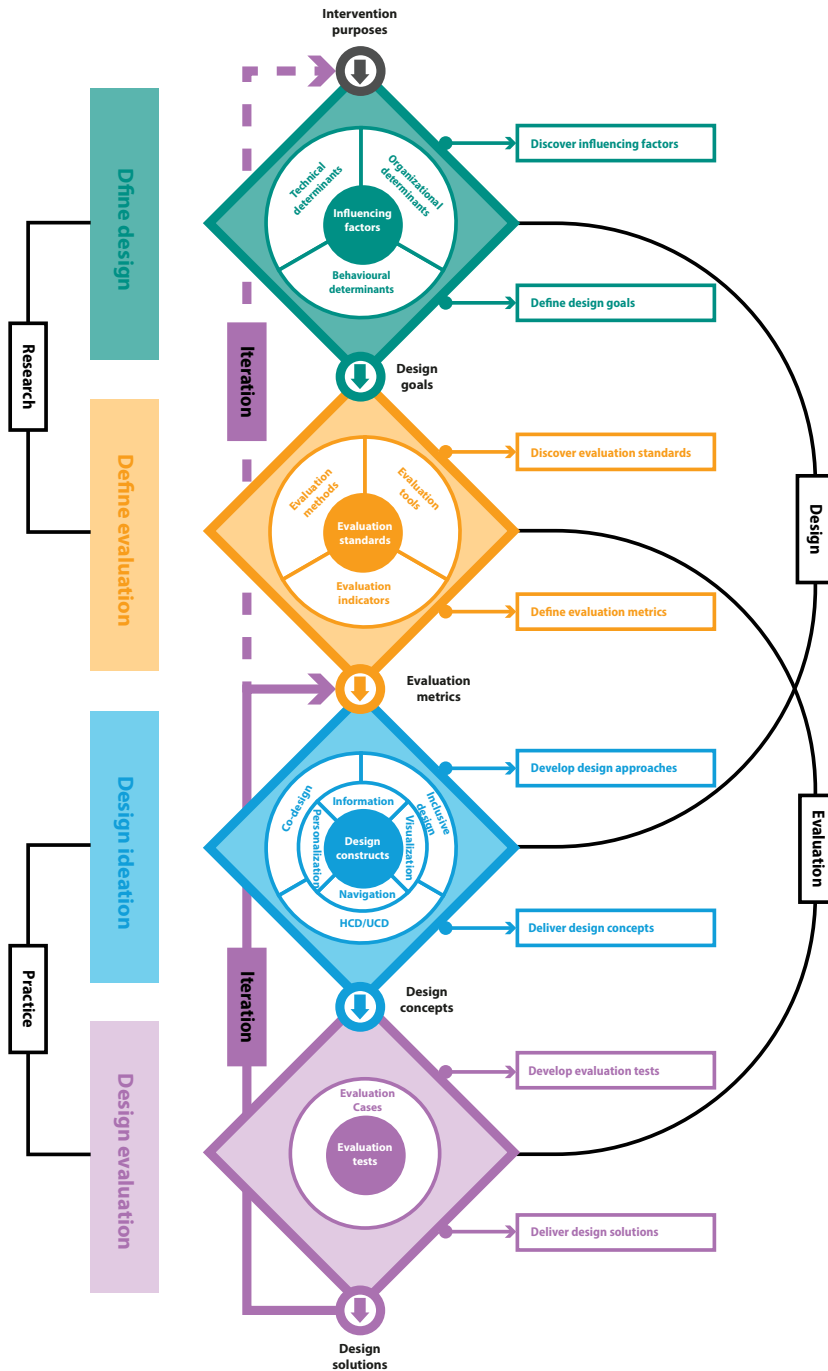 Intervention
purposes
Dfine design
Technical
determinants
Organizational
determinants
Influencing
factors
Behavioural
determinants
Discover influencing factors
Define design goals
Research
Iteration
Design
goals
Define evaluation
Evaluation
methods
Evaluation
tools
Evaluation
standards
Evaluation
indicators
Discover evaluation standards
Define evaluation metrics
Design
Evaluation
metrics
Design ideation
Co-design
Inclusive
design
Information
Personalization
Visualization
Design
constructs
Navigation
HCD/UCD
Develop design approaches
Deliver design concepts
Evaluation
Practice
Iteration
Design
concepts
Design evaluation
Evaluation
Cases
Evaluation
tests
Develop evaluation tests
Deliver design solutions
Design
solutions